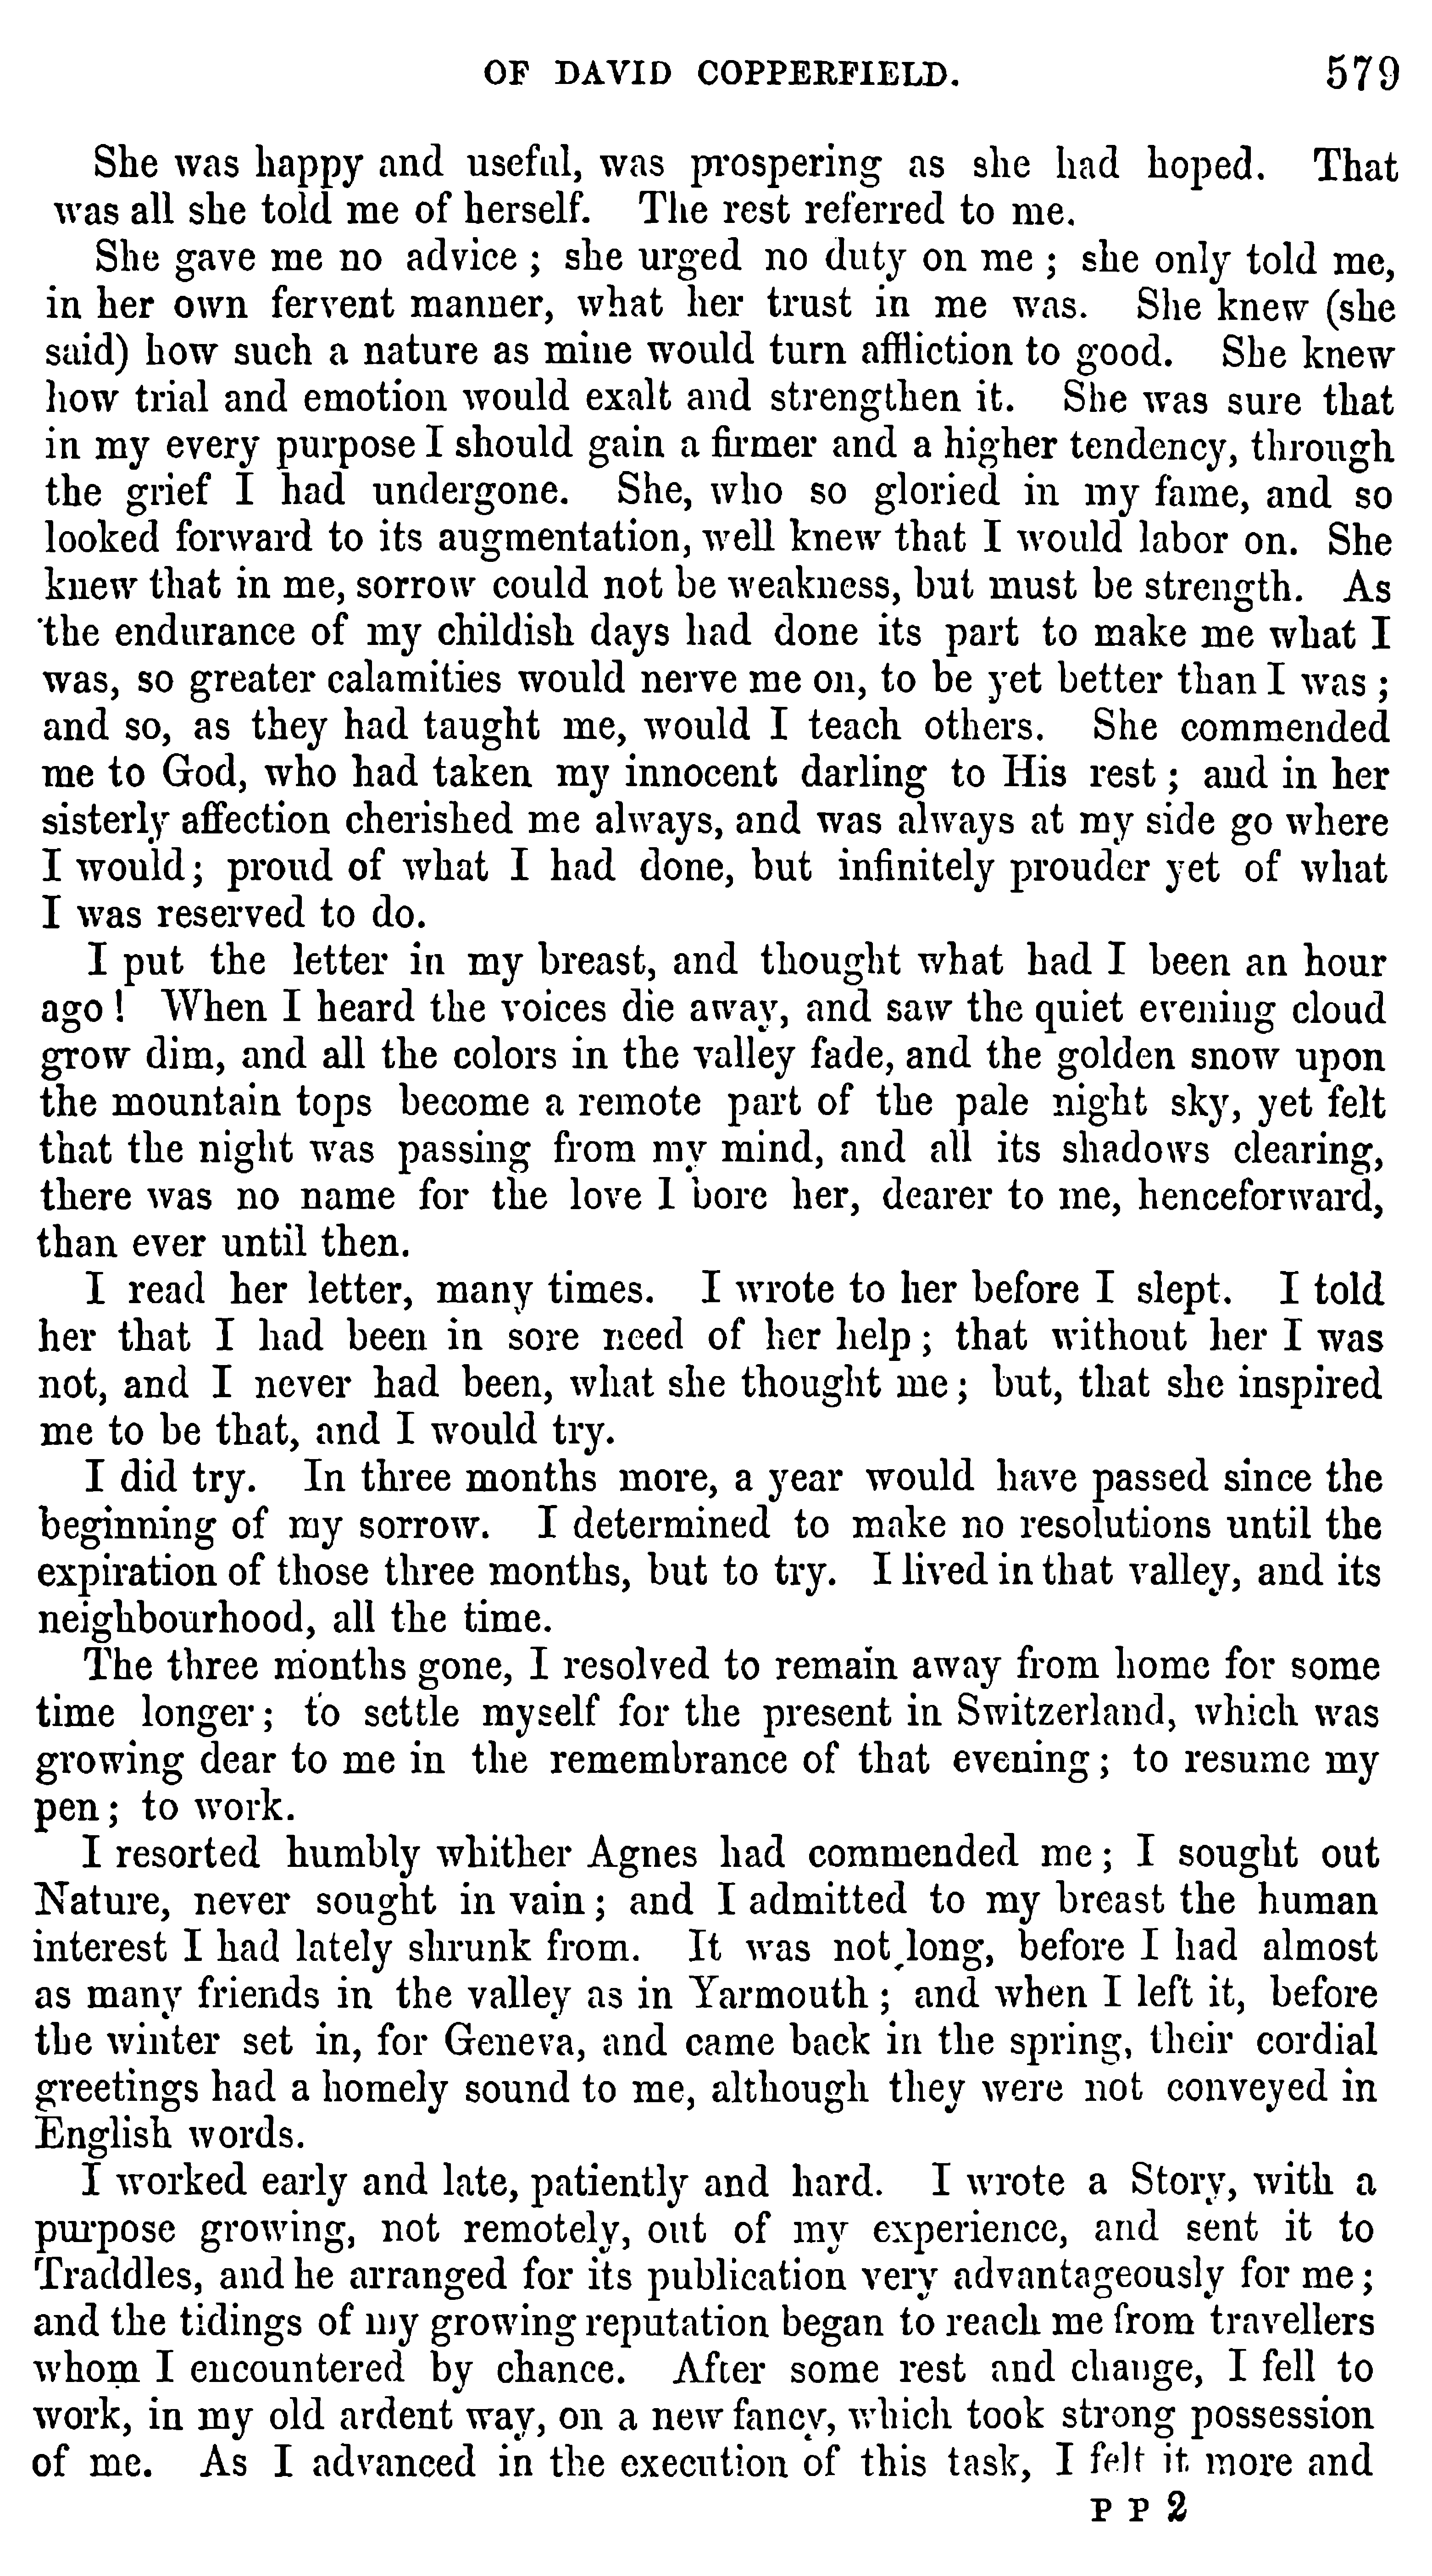 OF DAVID COPPERFIELD. 579
She was happy and useful, was prospering as she had hoped. That
was all she told me of herself. The rest referred to me.
She gave me no advice ; she urged no duty on me ; she only told me,
in her own fervent manner, what her trust in me was. She knew (she
said) how such a nature as mine would turn affliction to good. She knew
how trial and emotion would exalt and strengthen it. She was sure that
in my every purpose I should gain a firmer and a higher tendency, through
the grief I had undergone. She, who so gloried in my fame, and so
looked forward to its augmentation, well knew that I would labor on. She
knew that in me, sorrow could not be weakness, but must be strength. As
the endurance of my childish days had done its part to make me what I
was, so greater calamities would nerve me on, to be yet better than I was ;
and so, as they had taught me, would I teach others. She commended
me to God, who had taken my innocent darling to His rest ; and in her
sisterly affection cherished me always, and was always at my side go where
I would; proud of what I had done, but infinitely prouder yet of what
I was reserved to do.
I put the letter in my breast, and thought what had I been an hour
ago ! When I heard the voices die away, and saw the quiet evening cloud
grow dim, and all the colors in the valley fade, and the golden snow upon
the mountain tops become a remote part of the pale night sky, yet felt
that the night was passing from my mind, and all its shadows clearing,
there was no name for the love I bore her, dearer to me, henceforward,
than ever until then.
I read her letter, many times. I wrote to her before I slept. I told
her that I had been in sore need of her help ; that without her I was
not, and I never had been, what she thought me ; but, that she inspired
me to be that, and I would try.
I did try. In three months more, a year would have passed since the
beginning of my sorrow. I determined to make no resolutions until the
expiration of those three months, but to try. I lived in that valley, and its
neighbourhood, all the time.
The three months gone, I resolved to remain away from home for some
time longer ; to settle myself for the present in Switzerland, which was
growing dear to me in the remembrance of that evening ; to resume my
pen ; to work.
I resorted humbly whither Agnes had commended me ; I sought out
Nature, never sought in vain ; and I admitted to my breast the human
interest I had lately shrunk from. It was not long, before I had almost
as many friends in the valley as in Yarmouth ; and when I left it, before
the winter set in, for Geneva, and came back in the spring, their cordial
greetings had a homely sound to me, although they were not conveyed in
English words.
I worked early and late, patiently and hard. I wrote a Story, with a
purpose growing, not remotely, out of my experience, and sent it to
Traddles, and he arranged for its publication very advantageously for me ;
and the tidings of my growing reputation began to reach me from travellers
whom I encountered by chance. After some rest and change, I fell to
work, in my old ardent way, on a new fancy, which took strong possession
of me. As I advanced in the execution of this task, I felt it more and
P P 2